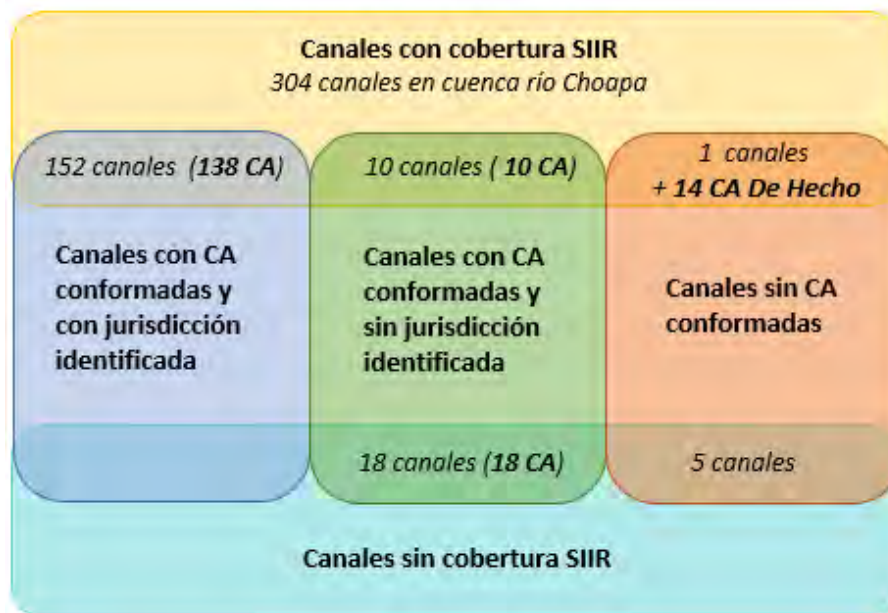 Canales con cobertura SIIR
304 canales en cuenca río Choapa
152 canales (138 CA)
10 canales ( 10 CA)
1 canales
+ 14 CA De Hecho
Canales con CA
conformadas y
con jurisdicción
identificada
Canales con CA
conformadas y
sin jurisdicción
identificada
Canales sin CA
conformadas
18 canales (18 CA)
5 canales
Canales sin cobertura SIIR